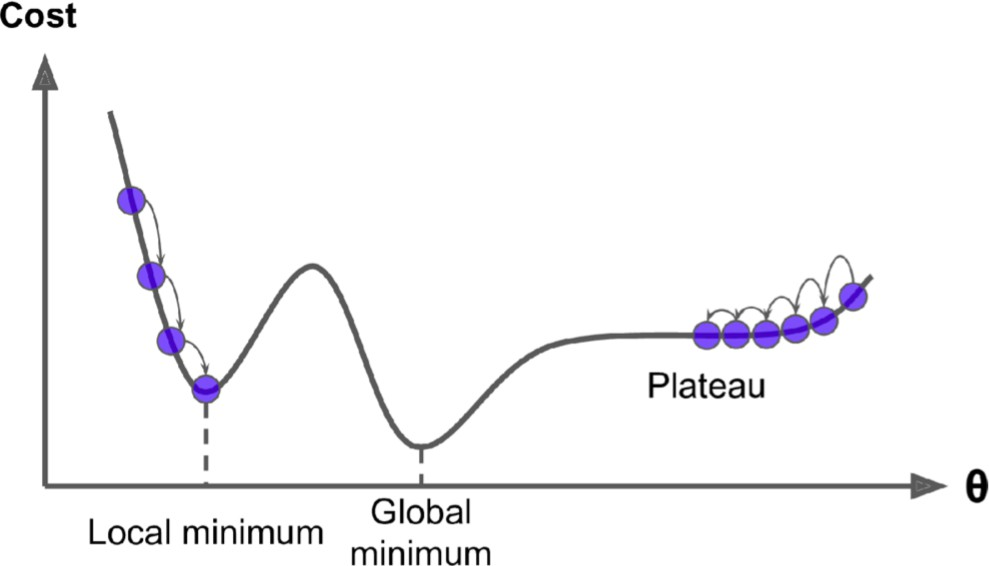 Cost
Plateau
θ
Local minimum
Global
minimum